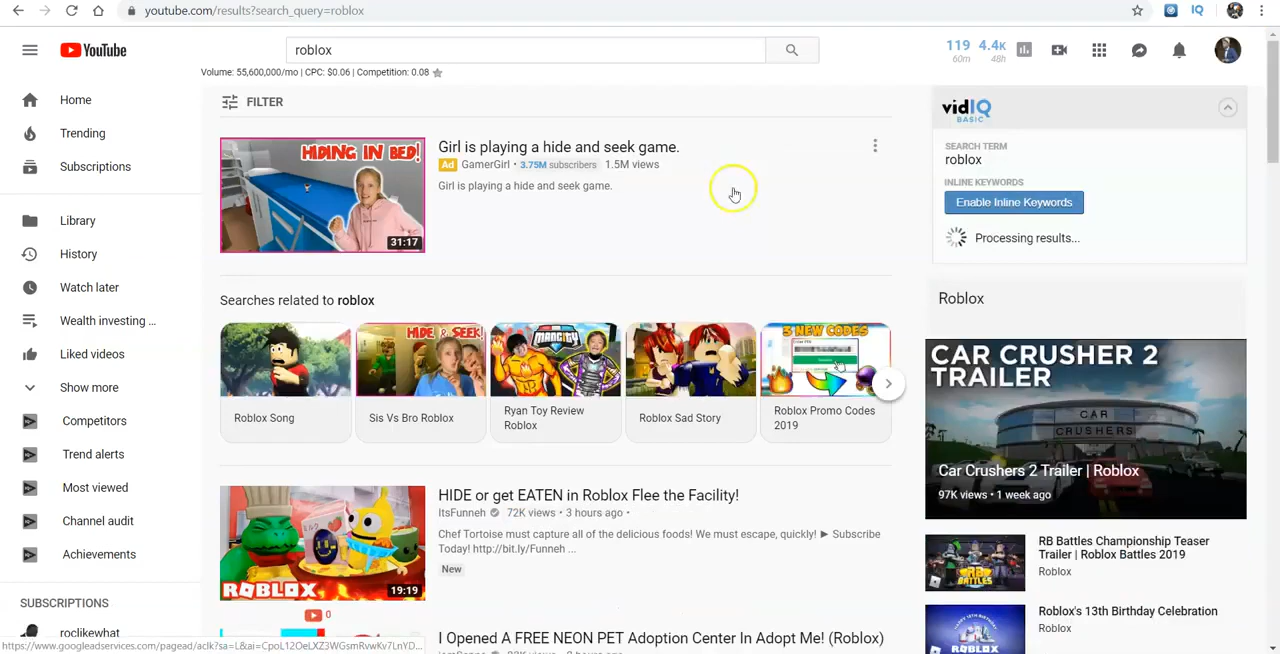 youtube.com/results?search_query=roblox
YouTube
roblox
119 4.4K
60m 48h
Volume: 55,600,000/mo | CPC: $0.06 | Competition: 0.08
Home
Trending
Subscriptions
Library
History
Watch later
Wealth investing ...
Liked videos
Show more
Competitors
Trend alerts
Most viewed
Channel audit
Achievements
SUBSCRIPTIONS
roclikewhat
FILTER
HIDING IN BED!
31:17
Girl is playing a hide and seek game.
Ad GamerGirl • 3.75M subscribers • 1.5M views
Girl is playing a hide and seek game.
Searches related to roblox
HIDE & SEEK!
MANCITY
3 NEW CODES
Roblox Song
Sis Vs Bro Roblox
Ryan Toy Review
Roblox
Roblox Sad Story
Roblox Promo Codes
2019
ROBLOX
19:19
HIDE or get EATEN in Roblox Flee the Facility!
ItsFunneh 72K views • 3 hours ago •
Chef Tortoise must capture all of the delicious foods! We must escape, quickly! ► Subscribe
Today! http://bit.ly/Funneh ...
New
0
I Opened A FREE NEON PET Adoption Center In Adopt Me! (Roblox)
vidIQ
BASIC
SEARCH TERM
roblox
INLINE KEYWORDS
Enable Inline Keywords
Processing results...
Roblox
CAR CRUSHER 2
TRAILER
CAR
CRUSHERS
Car Crushers 2 Trailer | Roblox
97K views • 1 week ago
RB BATTLES
RB Battles Championship Teaser
Trailer | Roblox Battles 2019
Roblox
Roblox's 13th Birthday Celebration
Roblox